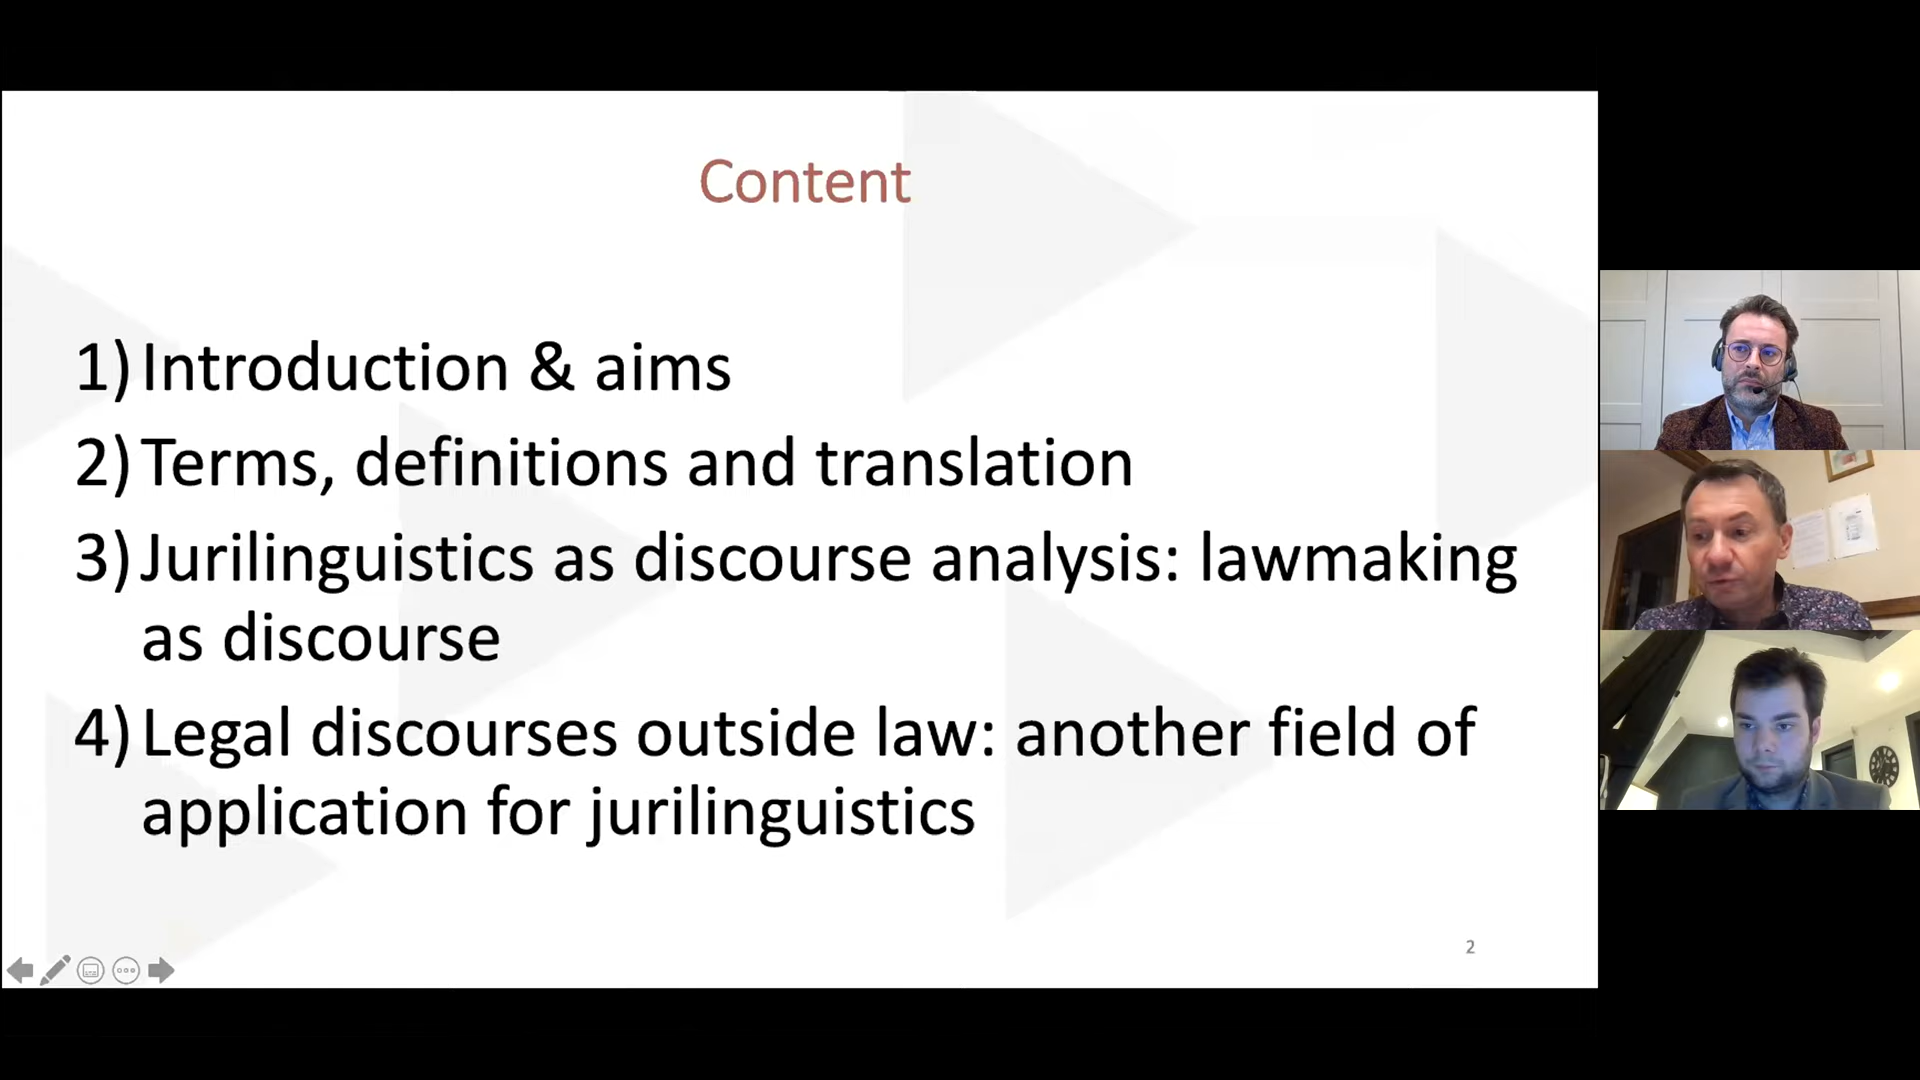 Content
1) Introduction & aims
2) Terms, definitions and translation
3) Jurilinguistics as discourse analysis: lawmaking
as discourse
4) Legal discourses outside law: another field of
application for jurilinguistics
2